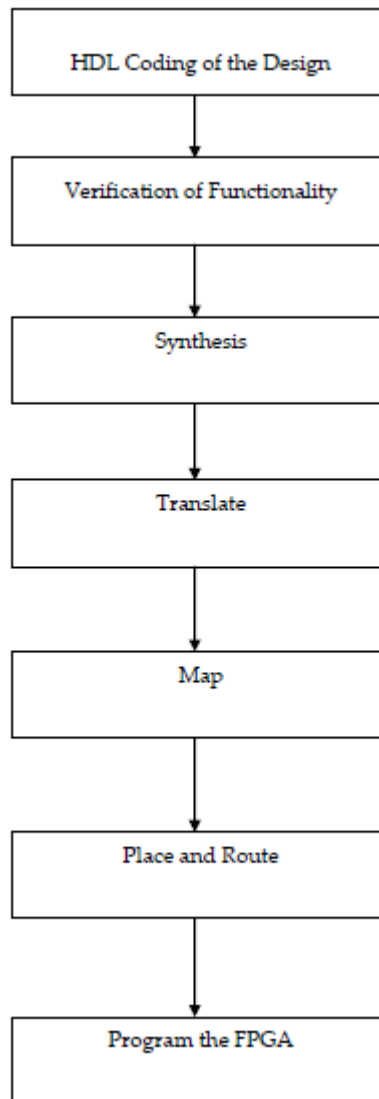 HDL Coding of the Design
Verification of Functionality
Synthesis
Translate
Map
Place and Route
Program the FPGA